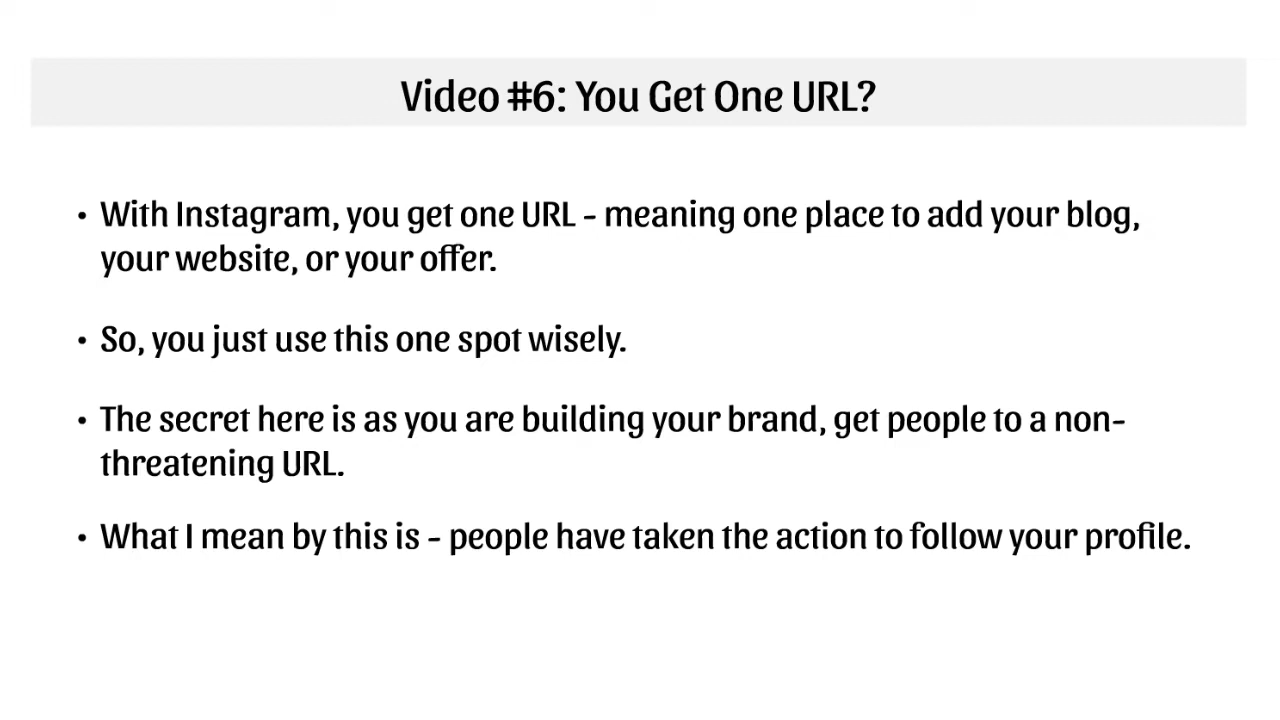 Video #6: You Get One URL?
• With Instagram, you get one URL - meaning one place to add your blog,
your website, or your offer.
• So, you just use this one spot wisely.
• The secret here is as you are building your brand, get people to a non-
threatening URL.
• What I mean by this is - people have taken the action to follow your profile.